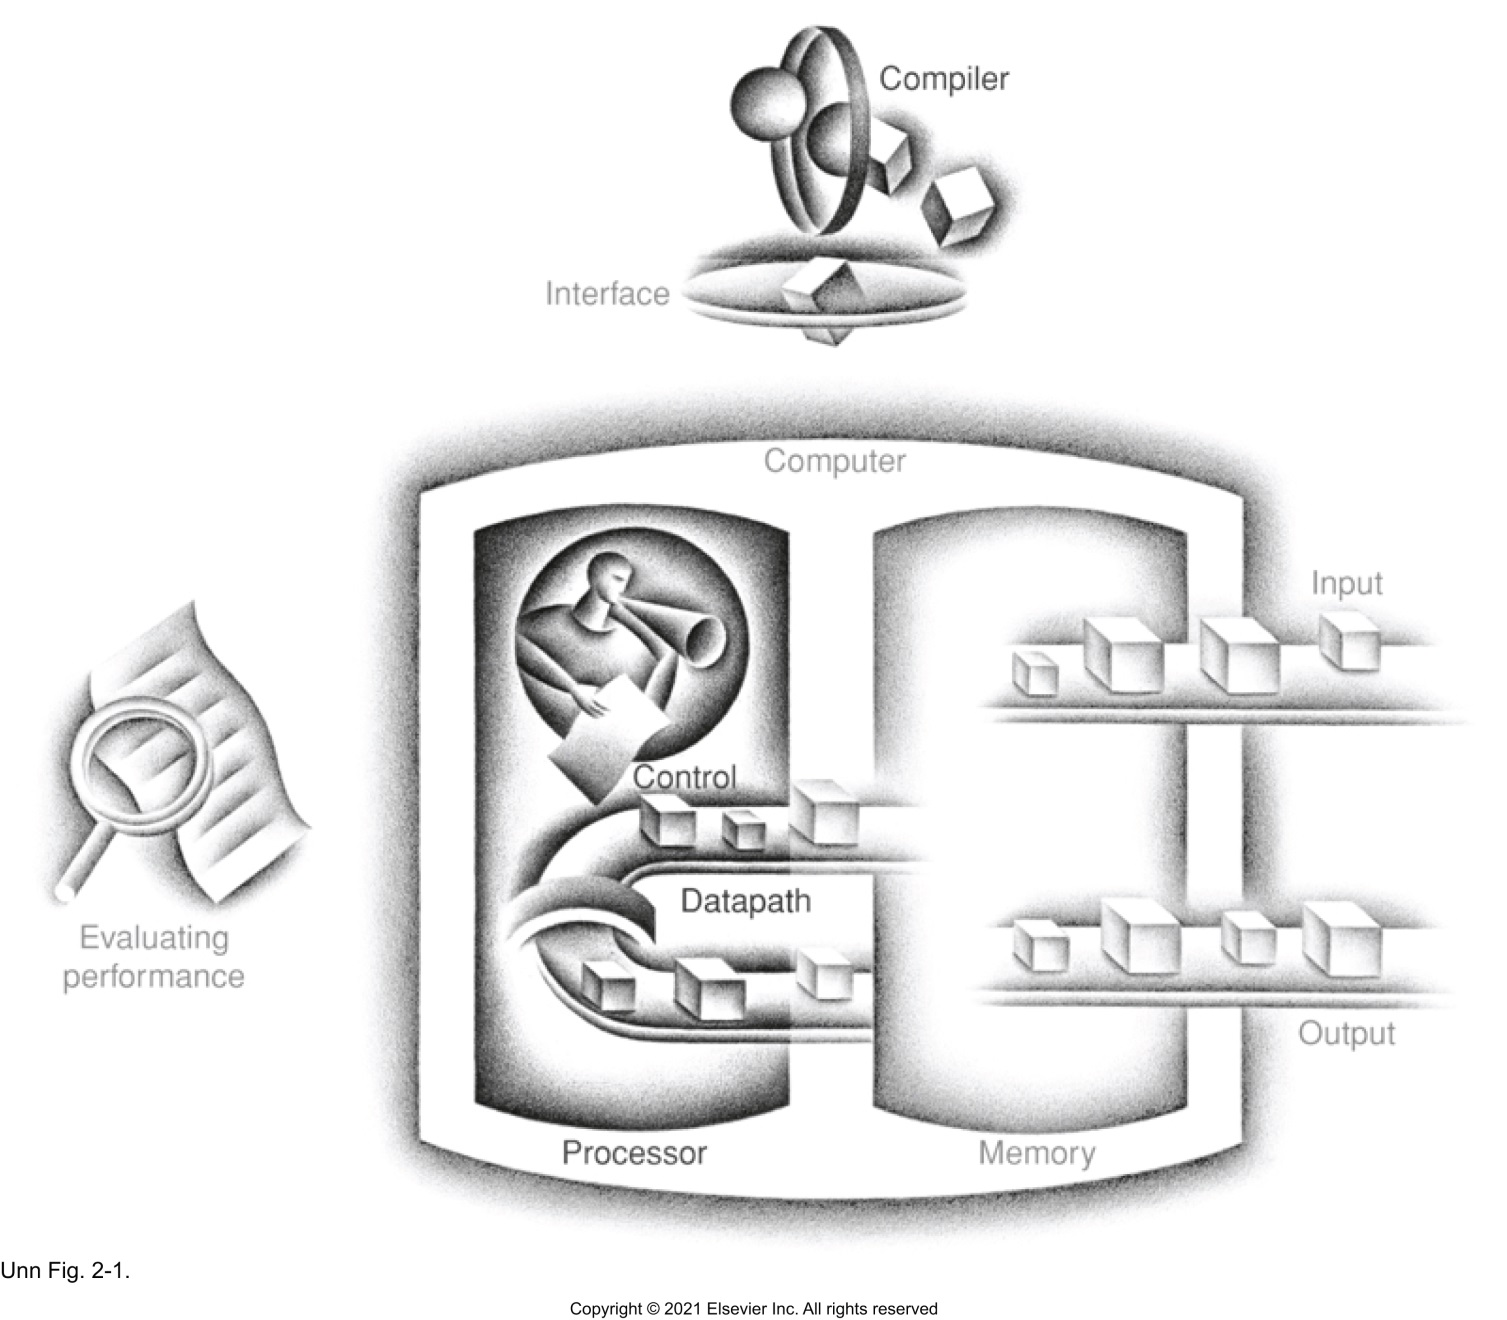 Compiler
Interface
Computer
Input
Control
Datapath
Evaluating
performance
Output
Processor
Memory
Unn Fig. 2-1.
Copyright © 2021 Elsevier Inc. All rights reserved